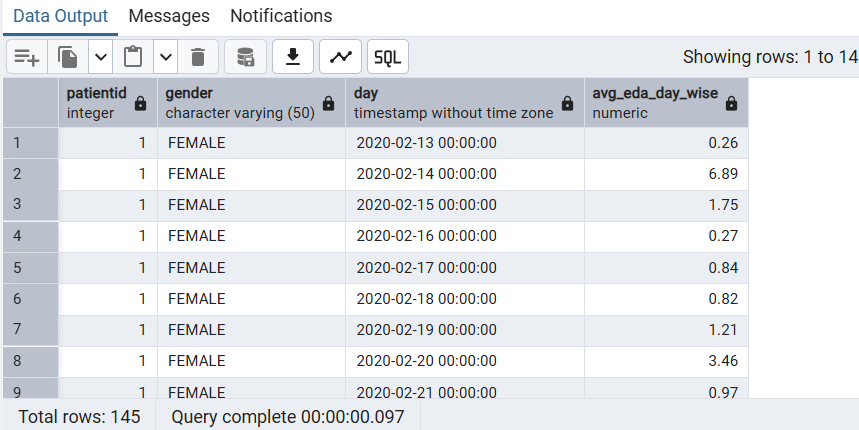 Data Output Messages Notifications
SQL Showing rows: 1 to 14
patientid gender day avg_eda_day_wise
integer character varying (50) timestamp without time zone numeric
1 1 FEMALE 2020-02-13 00:00:00 0.26
2 1 FEMALE 2020-02-14 00:00:00 6.89
3 1 FEMALE 2020-02-15 00:00:00 1.75
4 1 FEMALE 2020-02-16 00:00:00 0.27
5 1 FEMALE 2020-02-17 00:00:00 0.84
6 1 FEMALE 2020-02-18 00:00:00 0.82
7 1 FEMALE 2020-02-19 00:00:00 1.21
8 1 FEMALE 2020-02-20 00:00:00 3.46
9 1 FEMALE 2020-02-21 00:00:00 0.97
Total rows: 145 Query complete 00:00:00.097